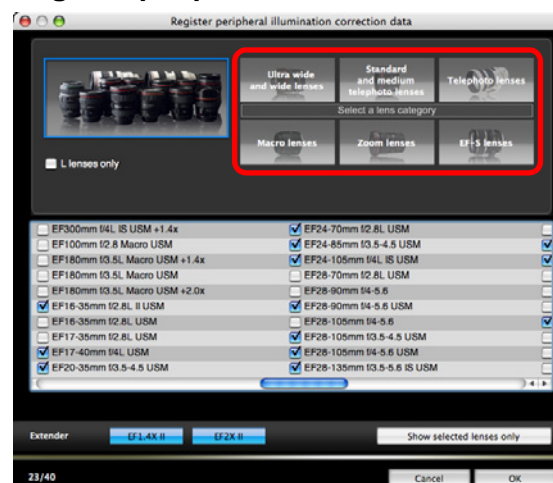 Register peripheral illumination correction data
Ultra wide
and wide lenses
Standard
and medium
telephoto lenses
Telephoto lenses
Select a lens category
Macro lenses
Zoom lenses
EF-S lenses
L lenses only
EF300mm f/4L IS USM +1.4x
EF100mm f/2.8 Macro USM
EF180mm f/3.5L Macro USM +1.4x
EF180mm f/3.5L Macro USM
EF180mm f/3.5L Macro USM +2.0x
EF16-35mm f/2.8L II USM
EF16-35mm f/2.8L USM
EF17-35mm f/2.8L USM
EF17-40mm f/4L USM
EF20-35mm f/3.5-4.5 USM
EF24-70mm f/2.8L USM
EF24-85mm f/3.5-4.5 USM
EF24-105mm f/4L IS USM
EF28-70mm f/2.8L USM
EF28-90mm f/4-5.6
EF28-90mm f/4-5.6 USM
EF28-105mm f/4-5.6
EF28-105mm f/3.5-4.5 USM
EF28-105mm f/4-5.6 USM
EF28-135mm f/3.5-5.6 IS USM
Extender
EF1.4X II
EF2X II
Show selected lenses only
23/40
Cancel
OK